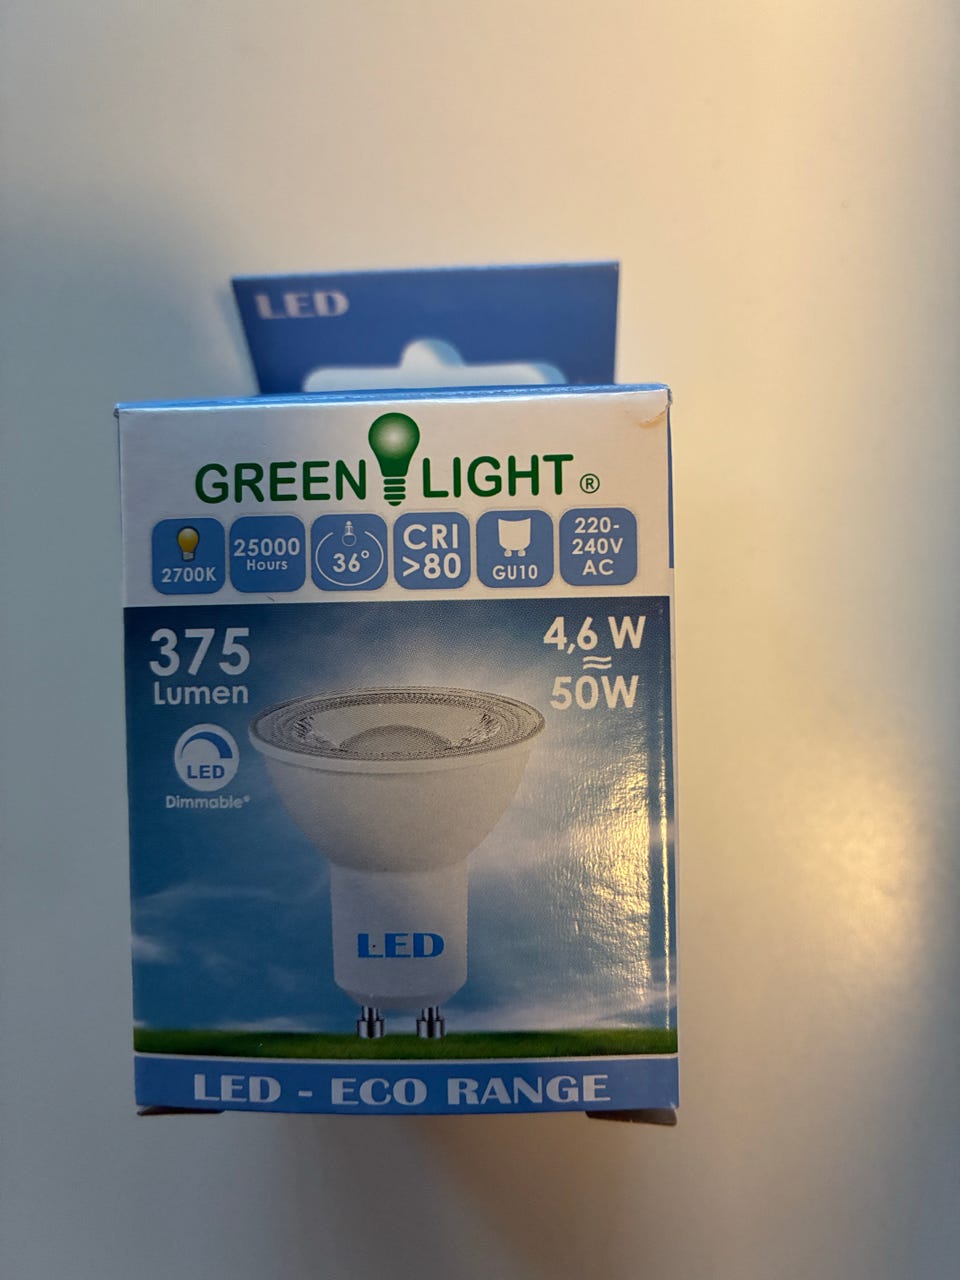 LED
GREEN LIGHT®
2700K
25000
Hours
36°
CRI
>80
GU10
220-
240V
AC
375
Lumen
4,6 W
≈
50W
LED
Dimmable*
LED
LED - ECO RANGE